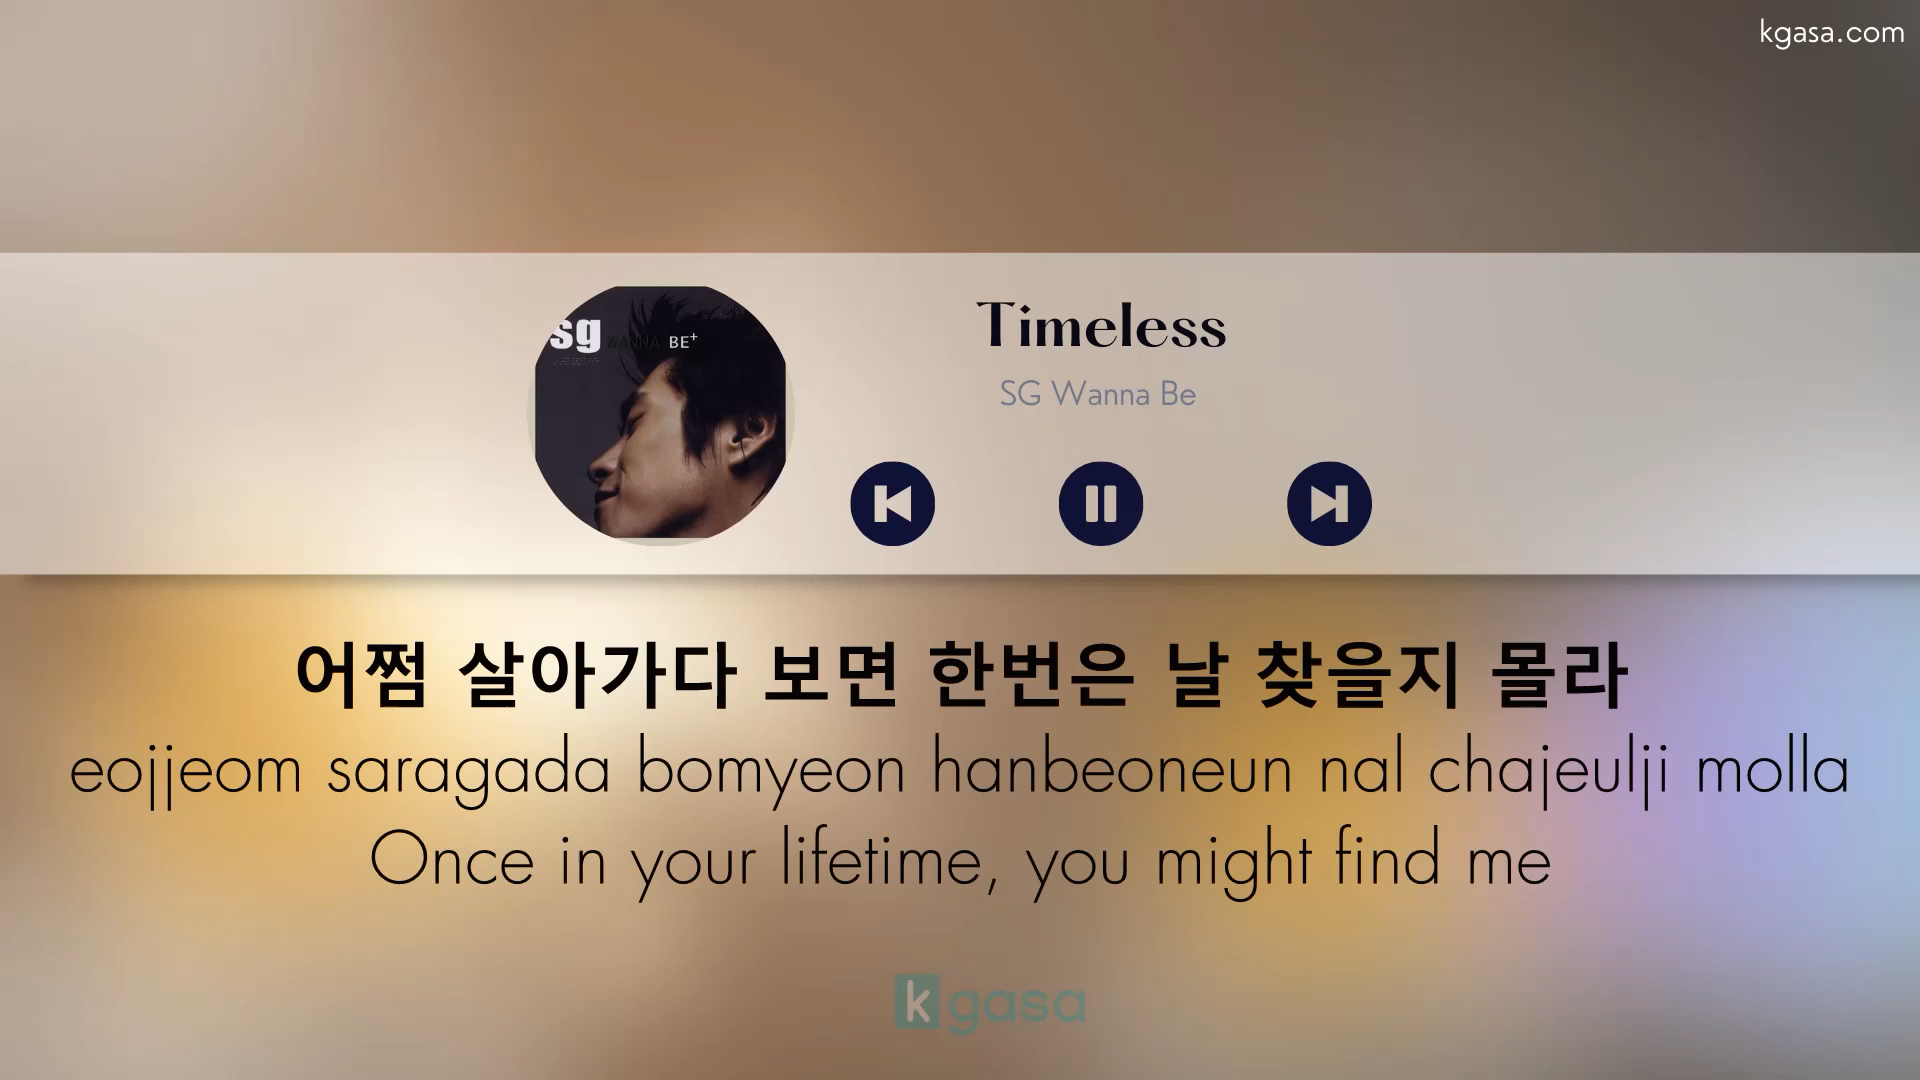 kgasa.com
sg WANNA BE+
Timeless
SG Wanna Be
어쩜 살아가다 보면 한번은 날 찾을지 몰라
eojjeom saragada bomyeon hanbeoneun nal chajeulji molla
Once in your lifetime, you might find me
kgasa